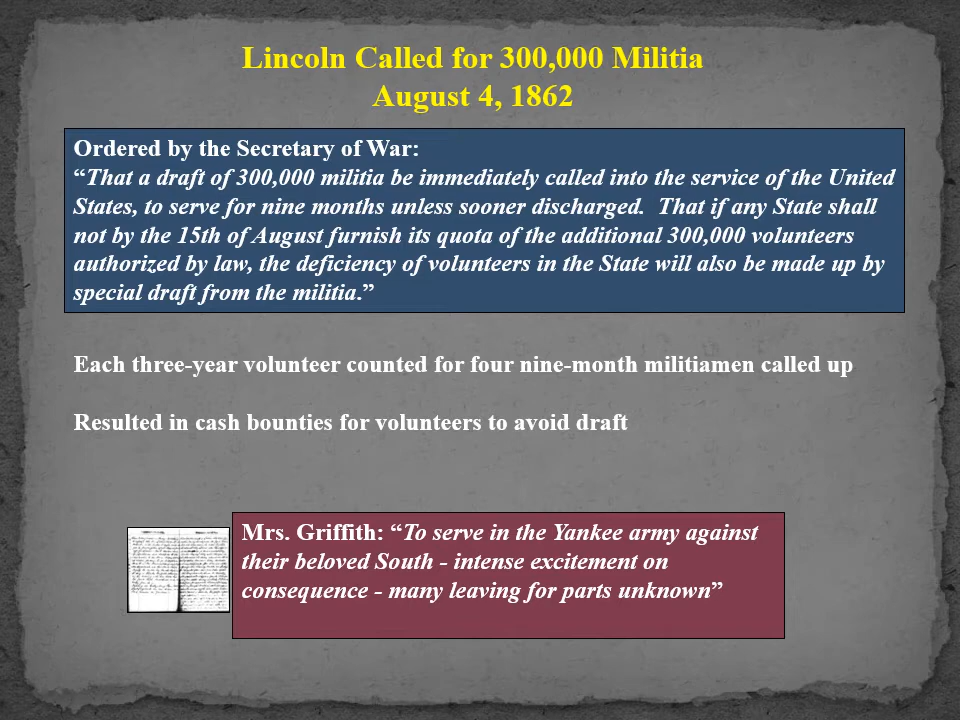 Lincoln Called for 300,000 Militia
August 4, 1862
Ordered by the Secretary of War:
“That a draft of 300,000 militia be immediately called into the service of the United
States, to serve for nine months unless sooner discharged.  That if any State shall
not by the 15th of August furnish its quota of the additional 300,000 volunteers
authorized by law, the deficiency of volunteers in the State will also be made up by
special draft from the militia.”
Each three-year volunteer counted for four nine-month militiamen called up
Resulted in cash bounties for volunteers to avoid draft
Mrs. Griffith: “To serve in the Yankee army against
their beloved South - intense excitement on
consequence - many leaving for parts unknown”